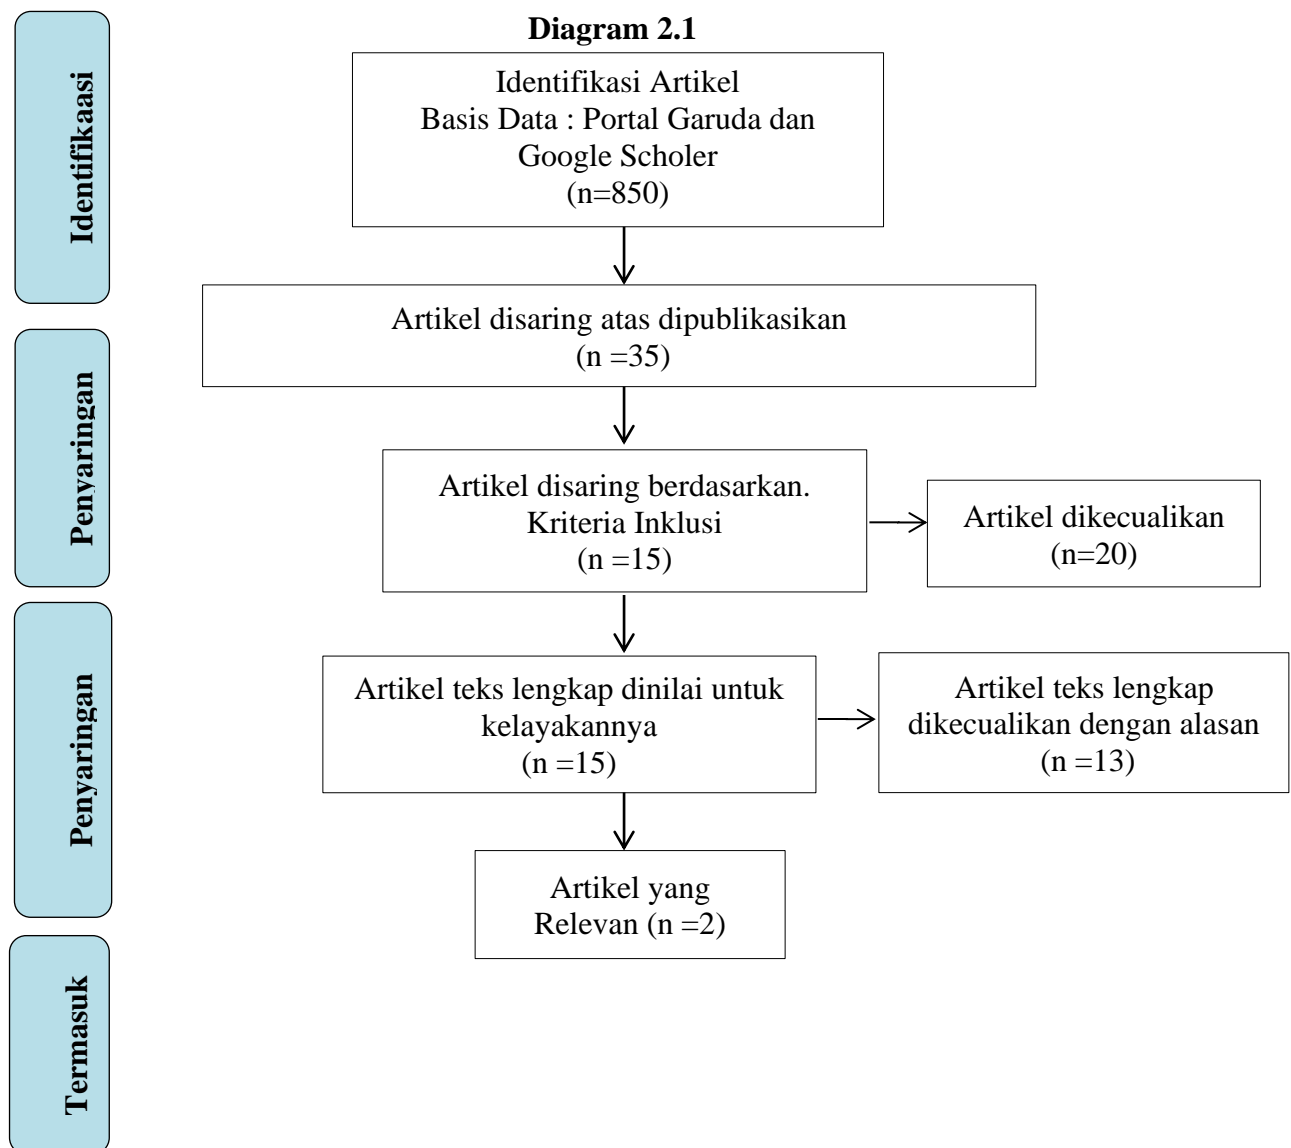 Diagram 2.1
Identifikaasi
Identifikasi Artikel
Basis Data : Portal Garuda dan
Google Scholer
(n=850)
Artikel disaring atas dipublikasikan
(n =35)
Penyaringan
Artikel disaring berdasarkan.
Kriteria Inklusi
(n =15)
Artikel dikecualikan
(n=20)
Penyaringan
Artikel teks lengkap dinilai untuk
kelayakannya
(n =15)
Artikel teks lengkap
dikecualikan dengan alasan
(n =13)
Artikel yang
Relevan (n =2)
Termasuk